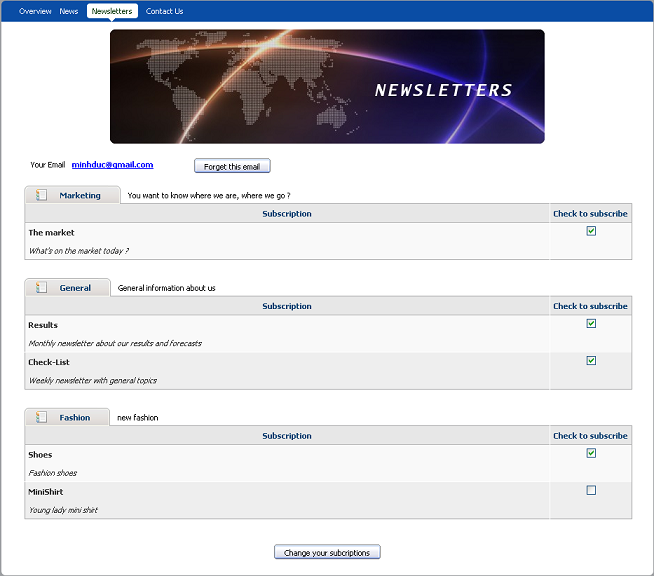 Overview News Newsletters Contact Us
NEWSLETTERS
Your Email minhduc@gmail.com Forget this email
Marketing You want to know where we are, where we go ?
Subscription Check to subscribe
The market
What's on the market today ?
General General information about us
Subscription Check to subscribe
Results
Monthly newsletter about our results and forecasts
Check-List
Weekly newsletter with general topics
Fashion new fashion
Subscription Check to subscribe
Shoes
Fashion shoes
MiniShirt
Young lady mini shirt
Change your subcriptions